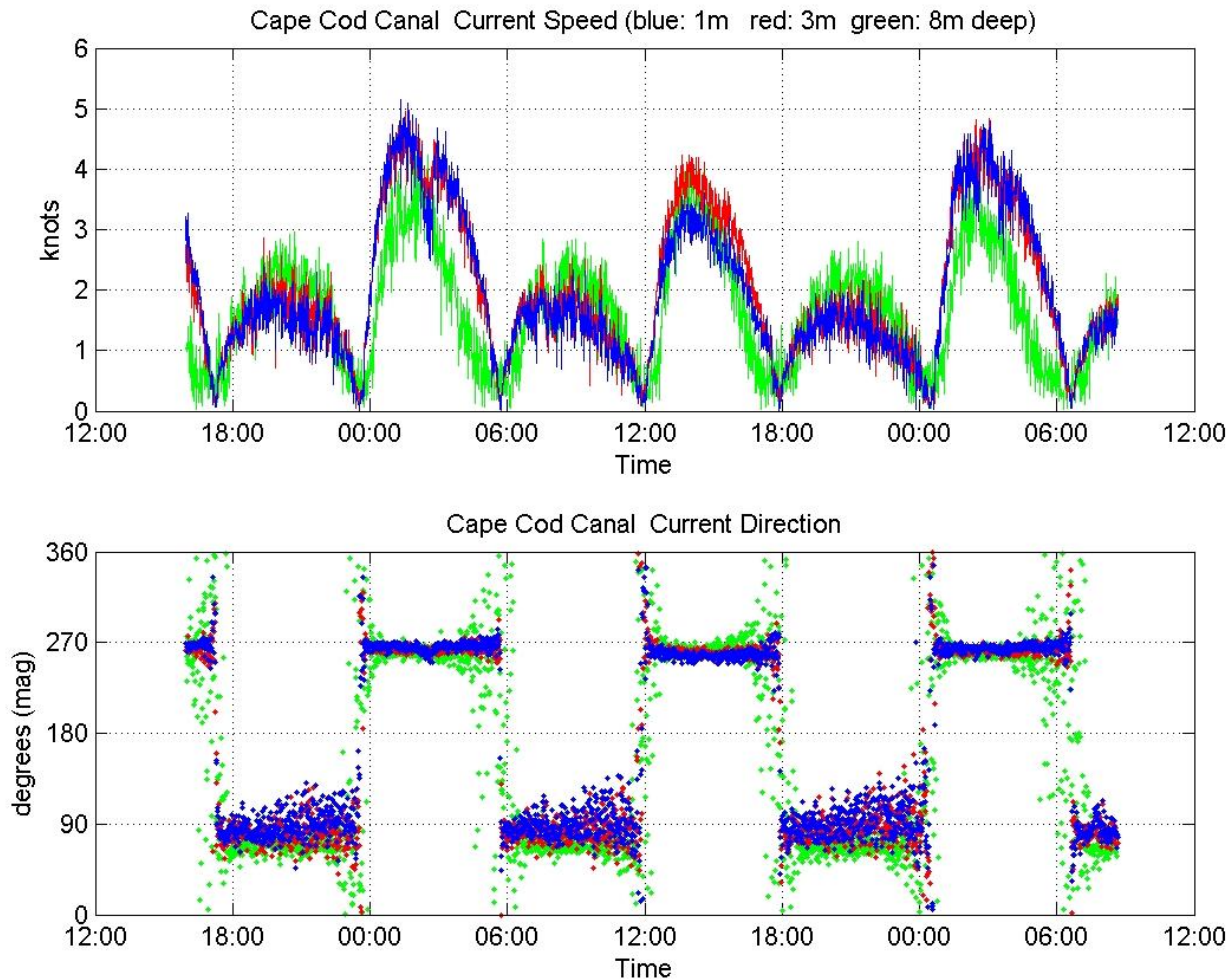 Cape Cod Canal  Current Speed (blue: 1m   red: 3m  green: 8m deep)
6
5
4
3
2
1
0
knots
12:00 18:00 00:00 06:00 12:00 18:00 00:00 06:00 12:00
Time
Cape Cod Canal  Current Direction
360
270
180
90
0
degrees (mag)
12:00 18:00 00:00 06:00 12:00 18:00 00:00 06:00 12:00
Time